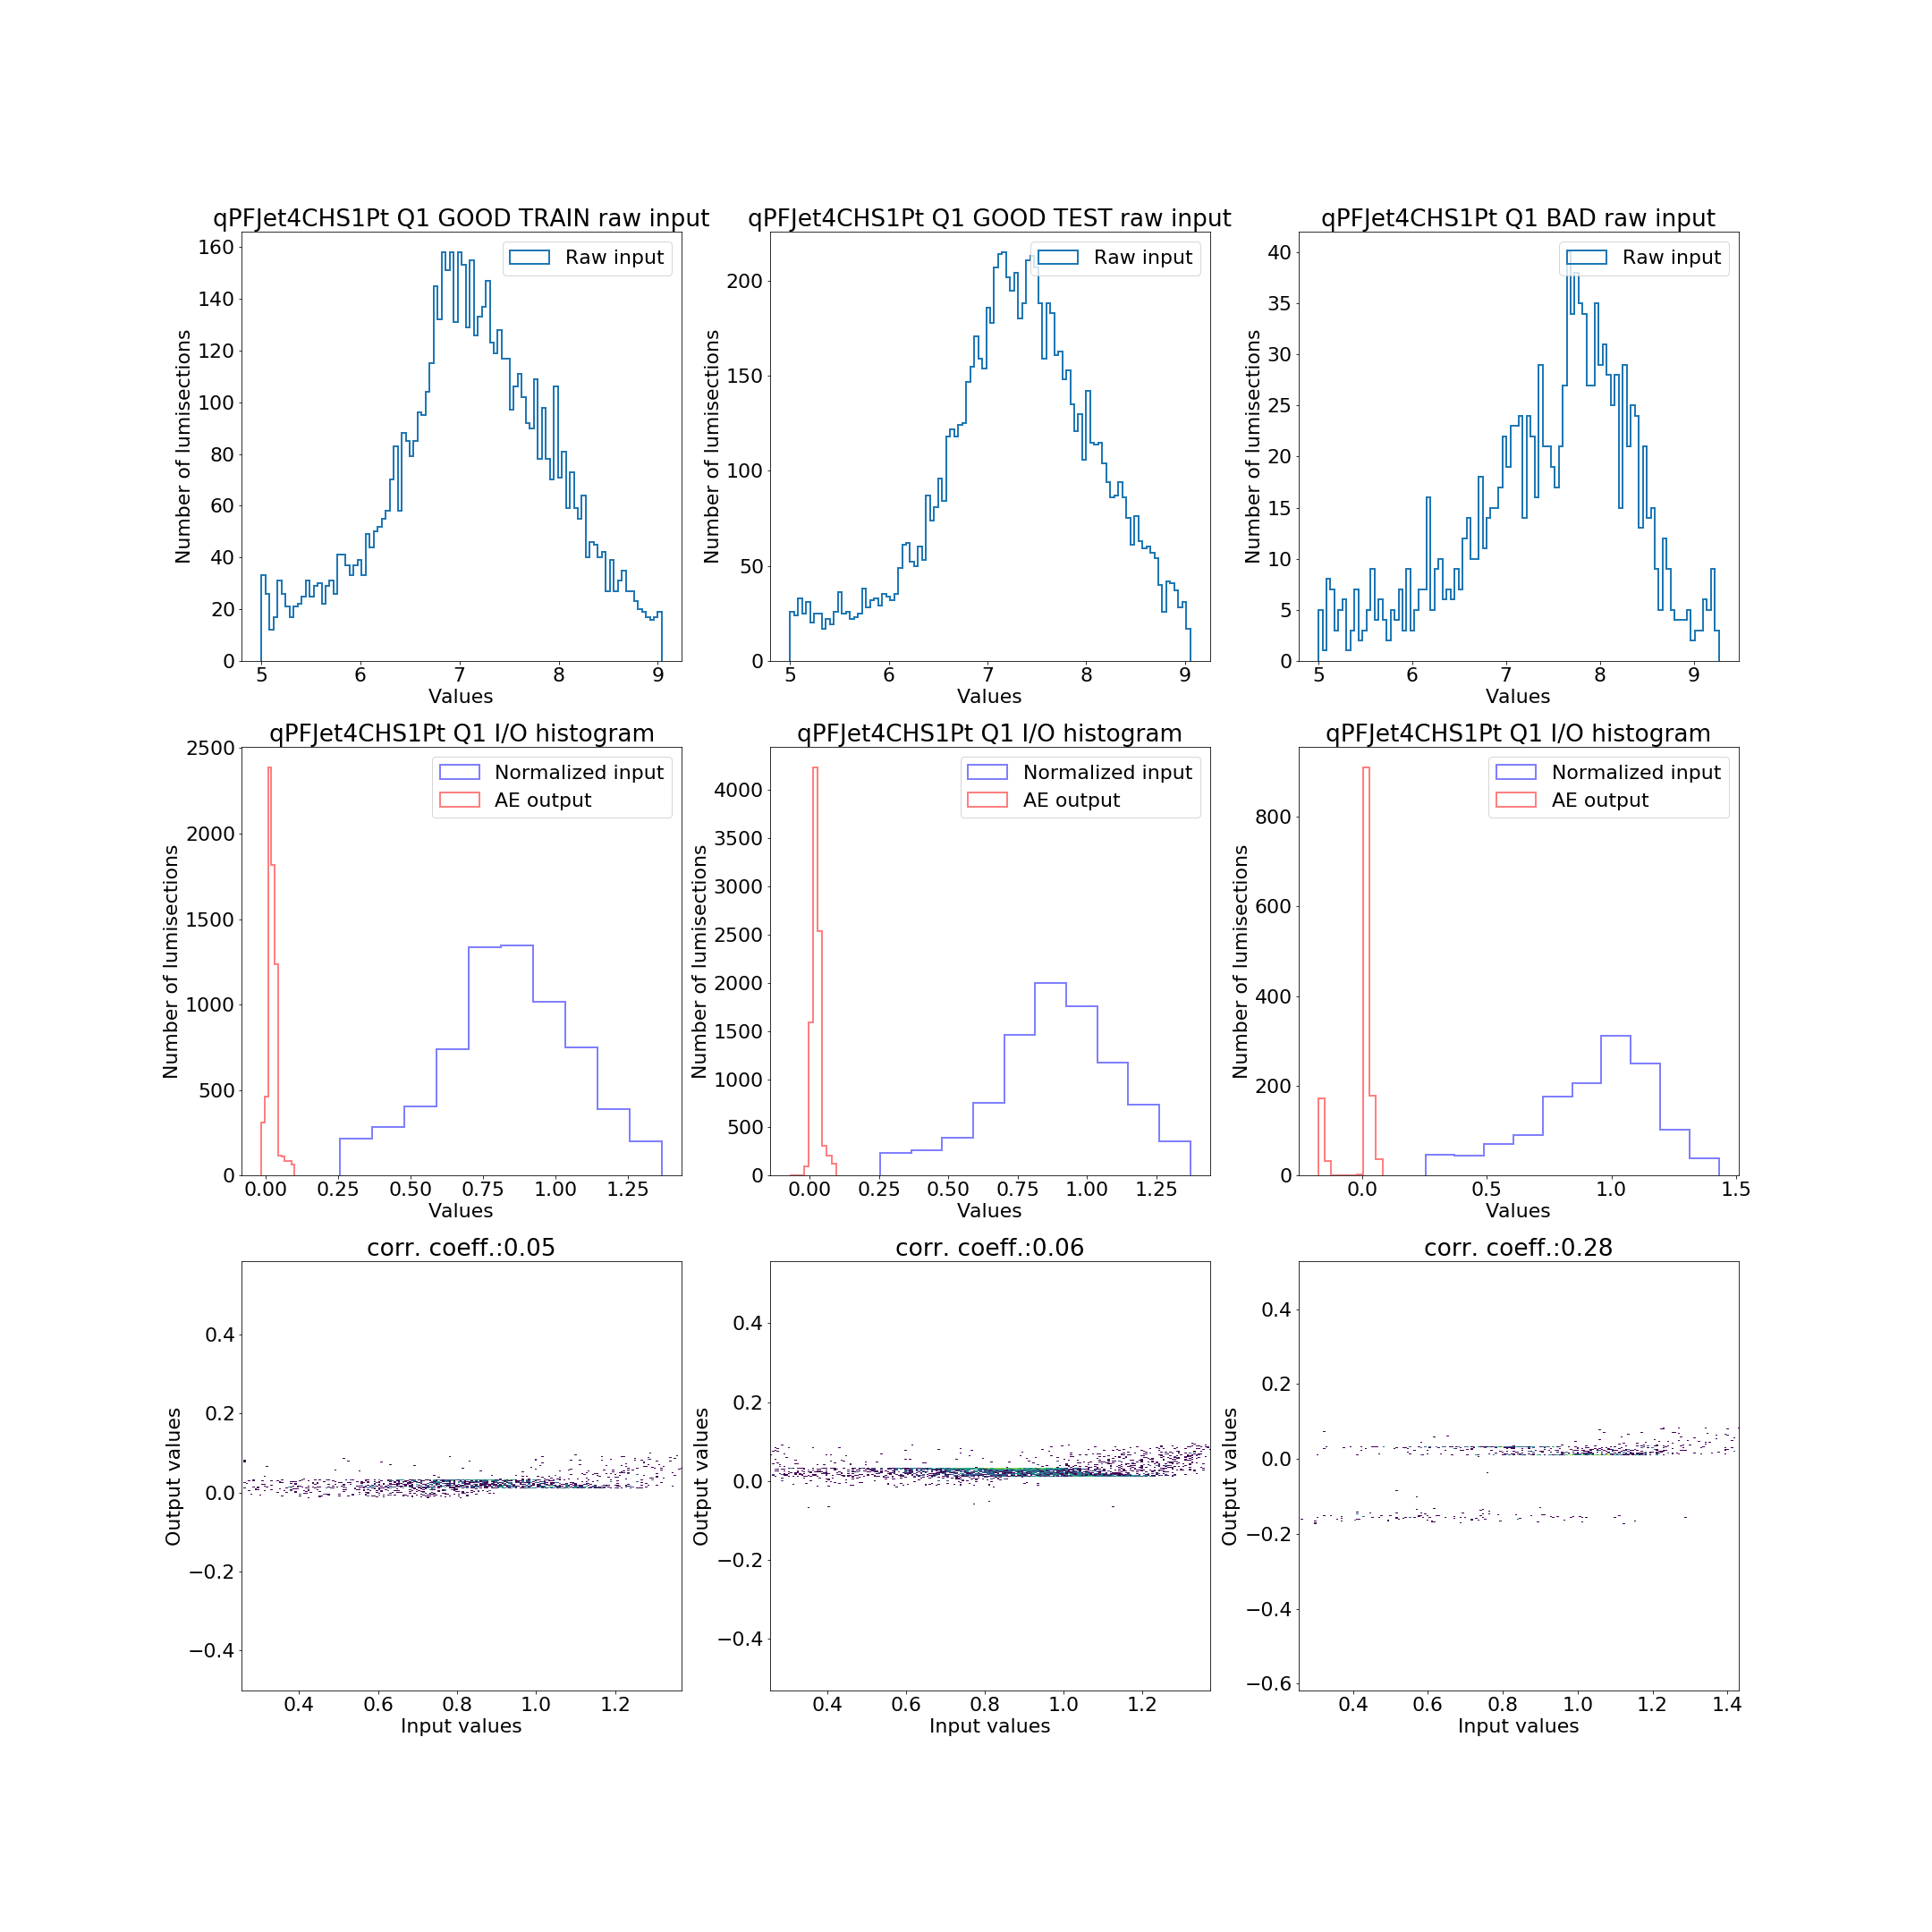 qPFJet4CHS1Pt Q1 GOOD TRAIN raw input
160
140
120
100
80
60
40
20
0
Number of lumisections
Raw input
5 6 7 8 9
Values
qPFJet4CHS1Pt Q1 GOOD TEST raw input
200
150
100
50
0
Number of lumisections
Raw input
5 6 7 8 9
Values
qPFJet4CHS1Pt Q1 BAD raw input
40
35
30
25
20
15
10
5
0
Number of lumisections
Raw input
5 6 7 8 9
Values
qPFJet4CHS1Pt Q1 I/O histogram
2500
2000
1500
1000
500
0
Number of lumisections
Normalized input
AE output
0.00 0.25 0.50 0.75 1.00 1.25
Values
qPFJet4CHS1Pt Q1 I/O histogram
4000
3500
3000
2500
2000
1500
1000
500
0
Number of lumisections
Normalized input
AE output
0.00 0.25 0.50 0.75 1.00 1.25
Values
qPFJet4CHS1Pt Q1 I/O histogram
800
600
400
200
0
Number of lumisections
Normalized input
AE output
0.0 0.5 1.0 1.5
Values
corr. coeff.:0.05
0.4
0.2
0.0
−0.2
−0.4
Output values
0.4 0.6 0.8 1.0 1.2
Input values
corr. coeff.:0.06
0.4
0.2
0.0
−0.2
−0.4
Output values
0.4 0.6 0.8 1.0 1.2
Input values
corr. coeff.:0.28
0.4
0.2
0.0
−0.2
−0.4
−0.6
Output values
0.4 0.6 0.8 1.0 1.2 1.4
Input values